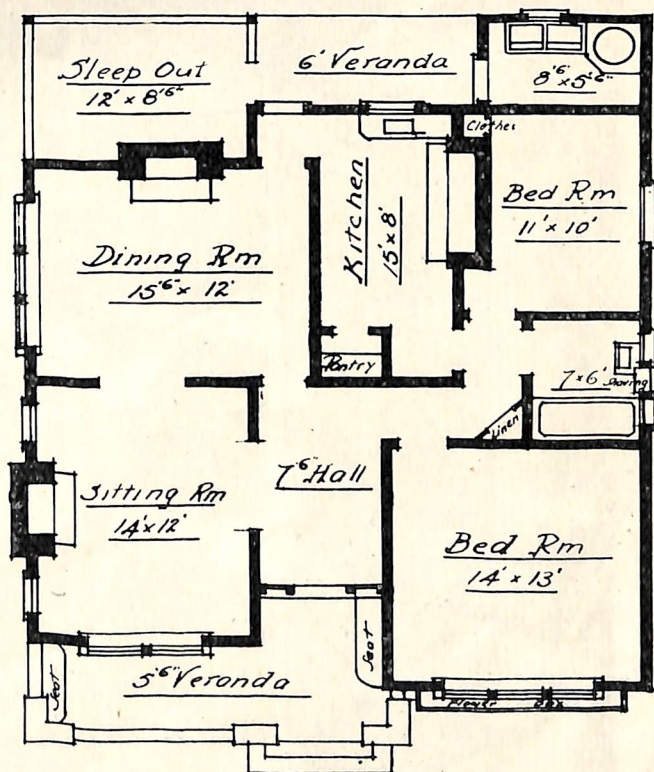 Sleep Out
12' x 8'6"
6' Veranda
8'6" x 5'6"
Clothes
Bed Rm
11' x 10'
Kitchen
15' x 8'
Dining Rm
15'6" x 12'
Pantry
7' x 6'
Shaving
Linen
7'6" Hall
Sitting Rm
14' x 12'
Bed Rm
14' x 13'
Seat
5'6" Veranda
Seat
Flower Box